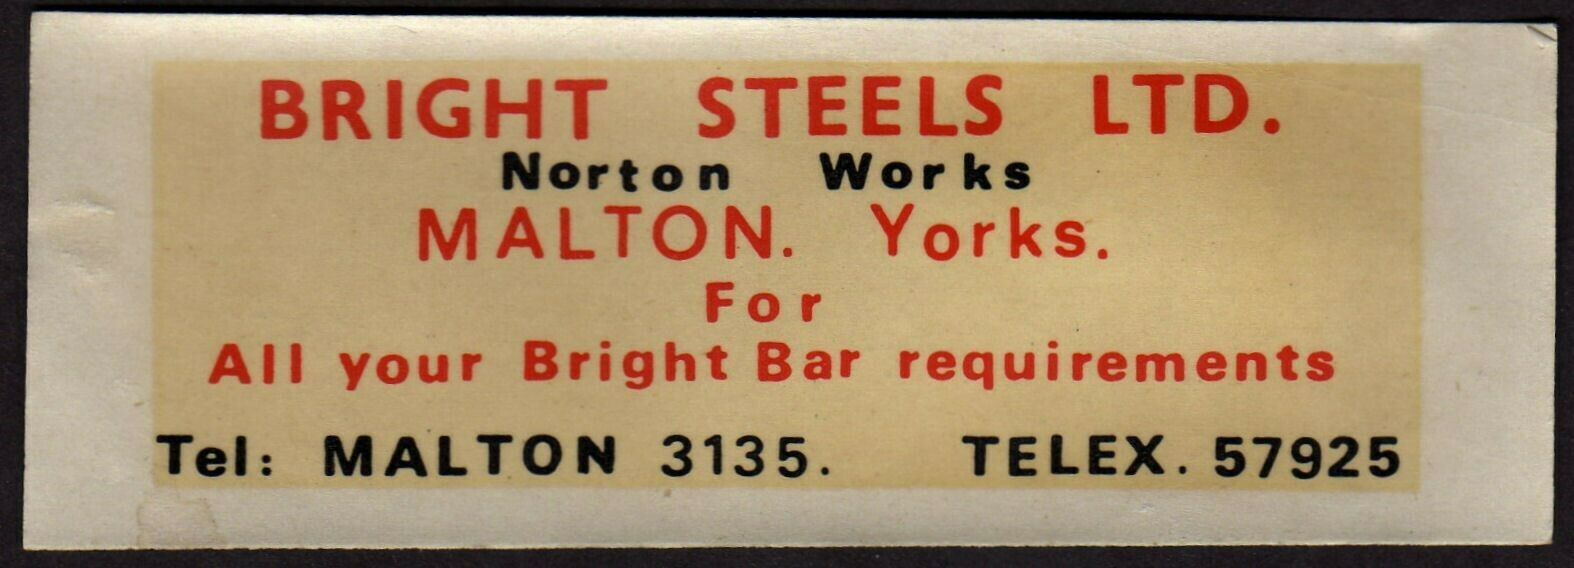 BRIGHT STEELS LTD.
Norton Works
MALTON. Yorks.
For
All your Bright Bar requirements
Tel: MALTON 3135. TELEX. 57925